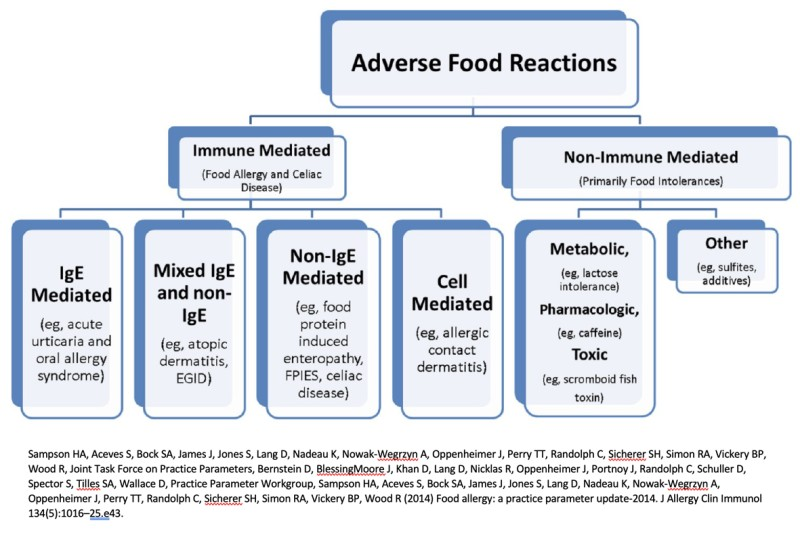 Adverse Food Reactions
Immune Mediated
(Food Allergy and Celiac
Disease)
Non-Immune Mediated
(Primarily Food Intolerances)
IgE
Mediated
(eg, acute
urticaria and
oral allergy
syndrome)
Mixed IgE
and non-
IgE
(eg, atopic
dermatitis,
EGID)
Non-IgE
Mediated
(eg, food
protein
induced
enteropathy,
FPIES, celiac
disease)
Cell
Mediated
(eg, allergic
contact
dermatitis)
Metabolic,
(eg, lactose
intolerance)
Pharmacologic,
(eg, caffeine)
Toxic
(eg, scromboid fish
toxin)
Other
(eg, sulfites,
additives)
Sampson HA, Aceves S, Bock SA, James J, Jones S, Lang D, Nadeau K, Nowak-Wegrzyn A, Oppenheimer J, Perry TT, Randolph C, Sicherer SH, Simon RA, Vickery BP,
Wood R, Joint Task Force on Practice Parameters, Bernstein D, BlessingMoore J, Khan D, Lang D, Nicklas R, Oppenheimer J, Portnoy J, Randolph C, Schuller D,
Spector S, Tilles SA, Wallace D, Practice Parameter Workgroup, Sampson HA, Aceves S, Bock SA, James J, Jones S, Lang D, Nadeau K, Nowak-Wegrzyn A,
Oppenheimer J, Perry TT, Randolph C, Sicherer SH, Simon RA, Vickery BP, Wood R (2014) Food allergy: a practice parameter update-2014. J Allergy Clin Immunol
134(5):1016–25.e43.